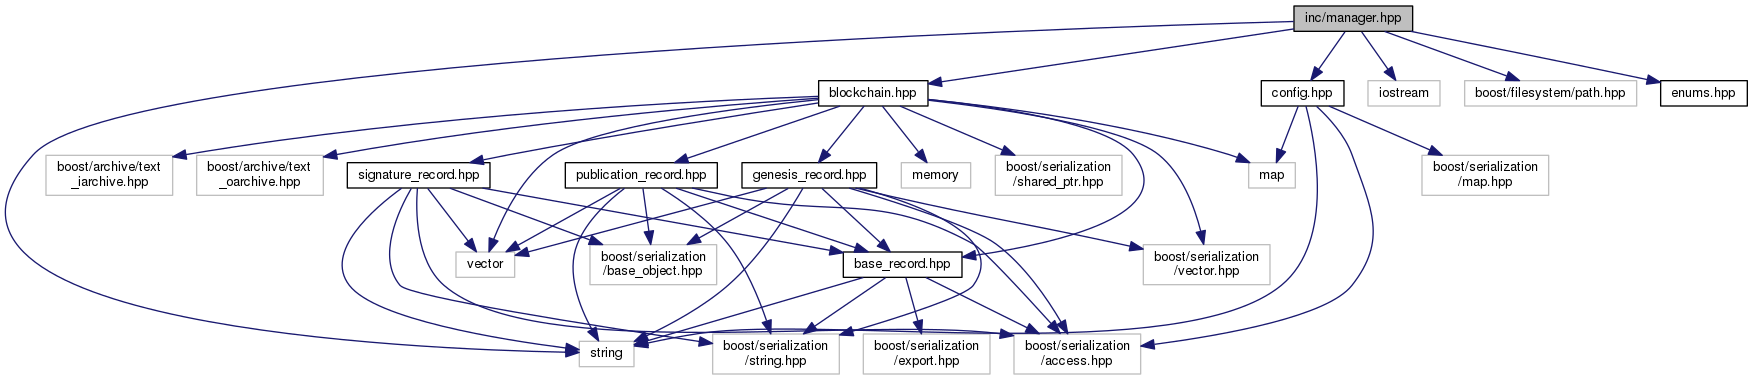 inc/manager.hpp
blockchain.hpp
config.hpp
iostream
boost/filesystem/path.hpp
enums.hpp
boost/archive/text
_iarchive.hpp
boost/archive/text
_oarchive.hpp
signature_record.hpp
publication_record.hpp
genesis_record.hpp
memory
boost/serialization
/shared_ptr.hpp
map
boost/serialization
/map.hpp
vector
boost/serialization
/base_object.hpp
base_record.hpp
boost/serialization
/vector.hpp
string
boost/serialization
/string.hpp
boost/serialization
/export.hpp
boost/serialization
/access.hpp